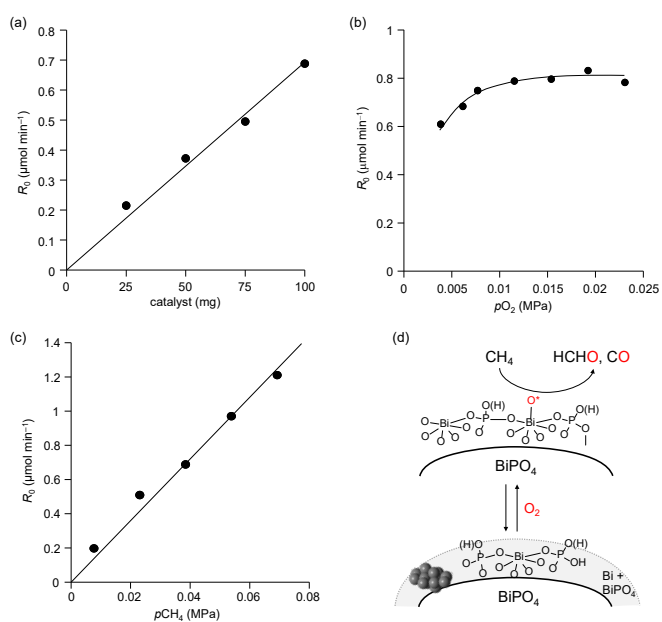 (a)
0.8
0.7
0.6
0.5
0.4
0.3
0.2
0.1
0
R₀ (μmol min⁻¹)
0
25
50
75
100
catalyst (mg)
(b)
1
0.8
0.6
0.4
0.2
0
R₀ (μmol min⁻¹)
0
0.005
0.01
0.015
0.02
0.025
pO₂ (MPa)
(c)
1.4
1.2
1.0
0.8
0.6
0.4
0.2
0
R₀ (μmol min⁻¹)
0
0.02
0.04
0.06
0.08
pCH₄ (MPa)
(d)
CH₄ HCHO, CO
O*
O(H) O(H)
O O P O Bi O P
O Bi O O O O O O
O O O O
BiPO₄
O₂
(H)O O(H)
P O Bi O P
O O O O O OH
Bi +
BiPO₄
BiPO₄